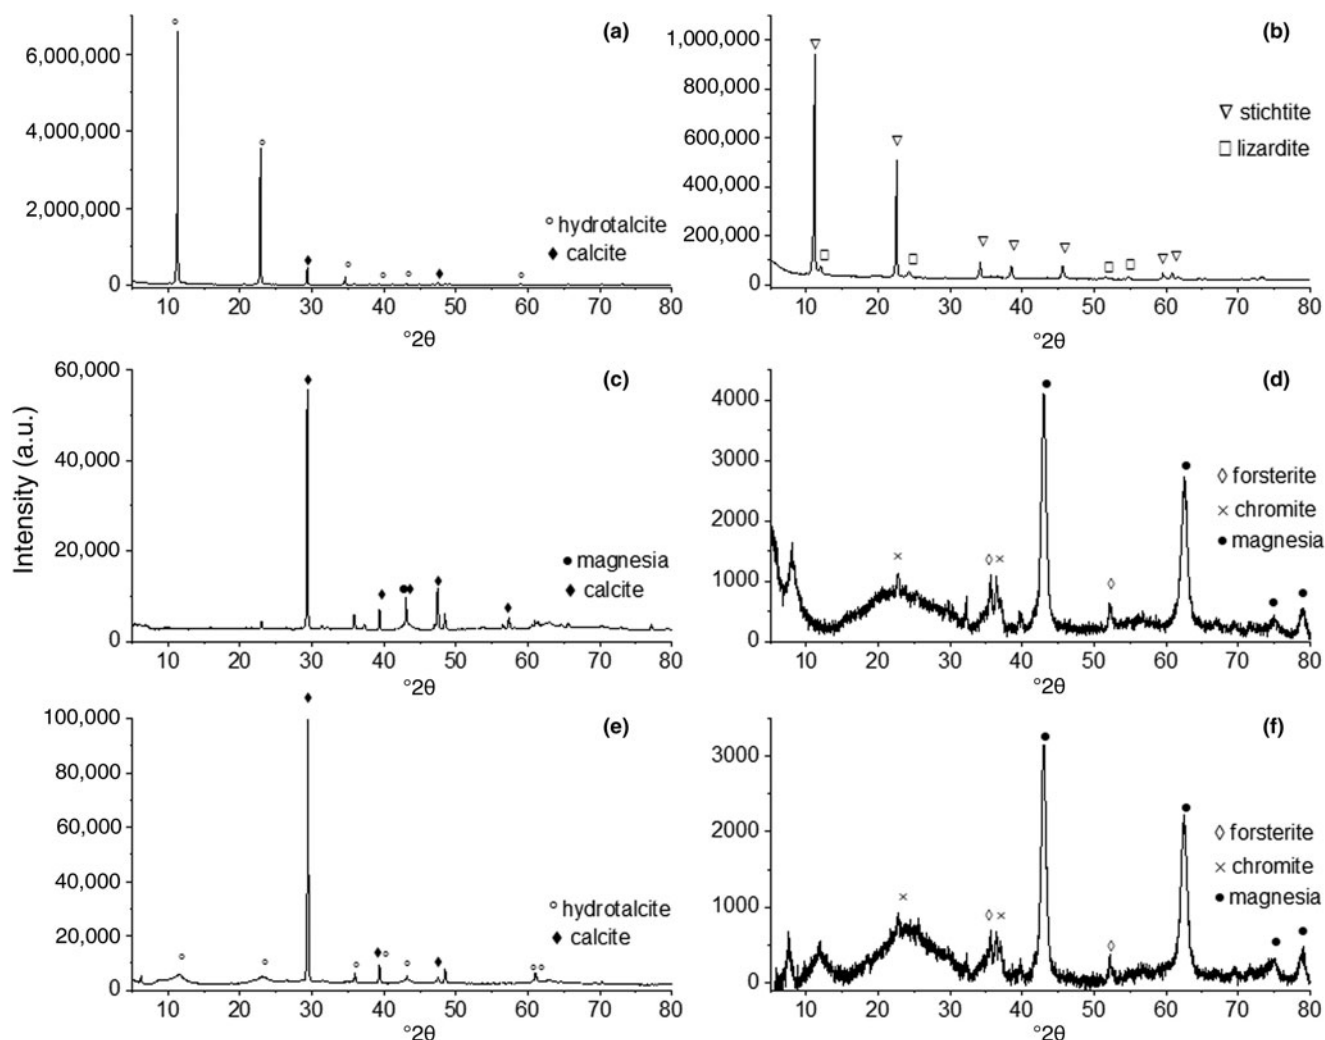 Intensity (a.u.)
(a)
6,000,000
4,000,000
2,000,000
0
hydrotalcite
calcite
10 20 30 40 50 60 70 80
°2θ
(b)
1,000,000
800,000
600,000
400,000
200,000
0
stichtite
lizardite
10 20 30 40 50 60 70 80
°2θ
(c)
60,000
40,000
20,000
0
magnesia
calcite
10 20 30 40 50 60 70 80
°2θ
(d)
4000
3000
2000
1000
0
forsterite
chromite
magnesia
10 20 30 40 50 60 70 80
°2θ
(e)
100,000
80,000
60,000
40,000
20,000
0
hydrotalcite
calcite
10 20 30 40 50 60 70 80
°2θ
(f)
3000
2000
1000
0
forsterite
chromite
magnesia
10 20 30 40 50 60 70 80
°2θ